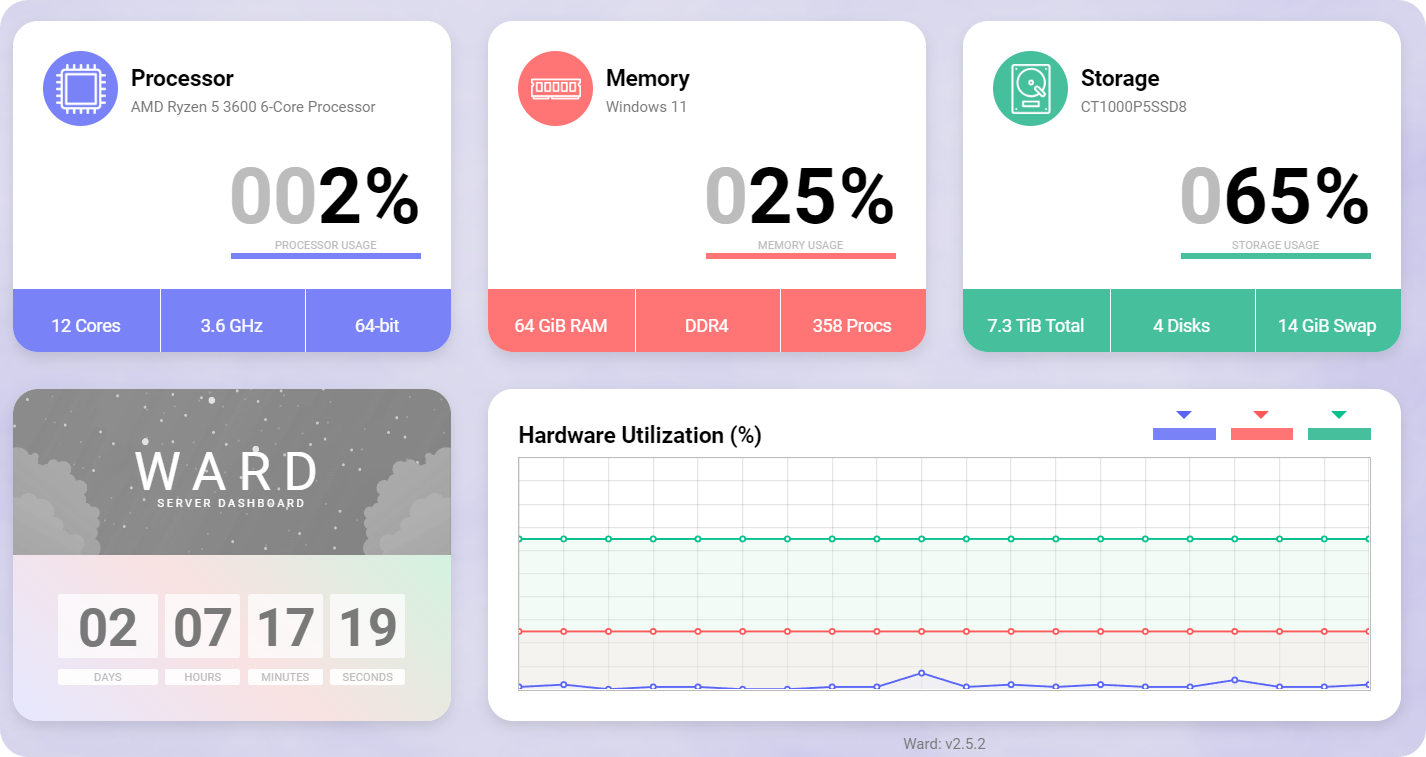 Processor
AMD Ryzen 5 3600 6-Core Processor
002%
PROCESSOR USAGE
12 Cores
3.6 GHz
64-bit
Memory
Windows 11
025%
MEMORY USAGE
64 GiB RAM
DDR4
358 Procs
Storage
CT1000P5SSD8
065%
STORAGE USAGE
7.3 TiB Total
4 Disks
14 GiB Swap
WARD
SERVER DASHBOARD
02 07 17 19
DAYS HOURS MINUTES SECONDS
Hardware Utilization (%)
Ward: v2.5.2